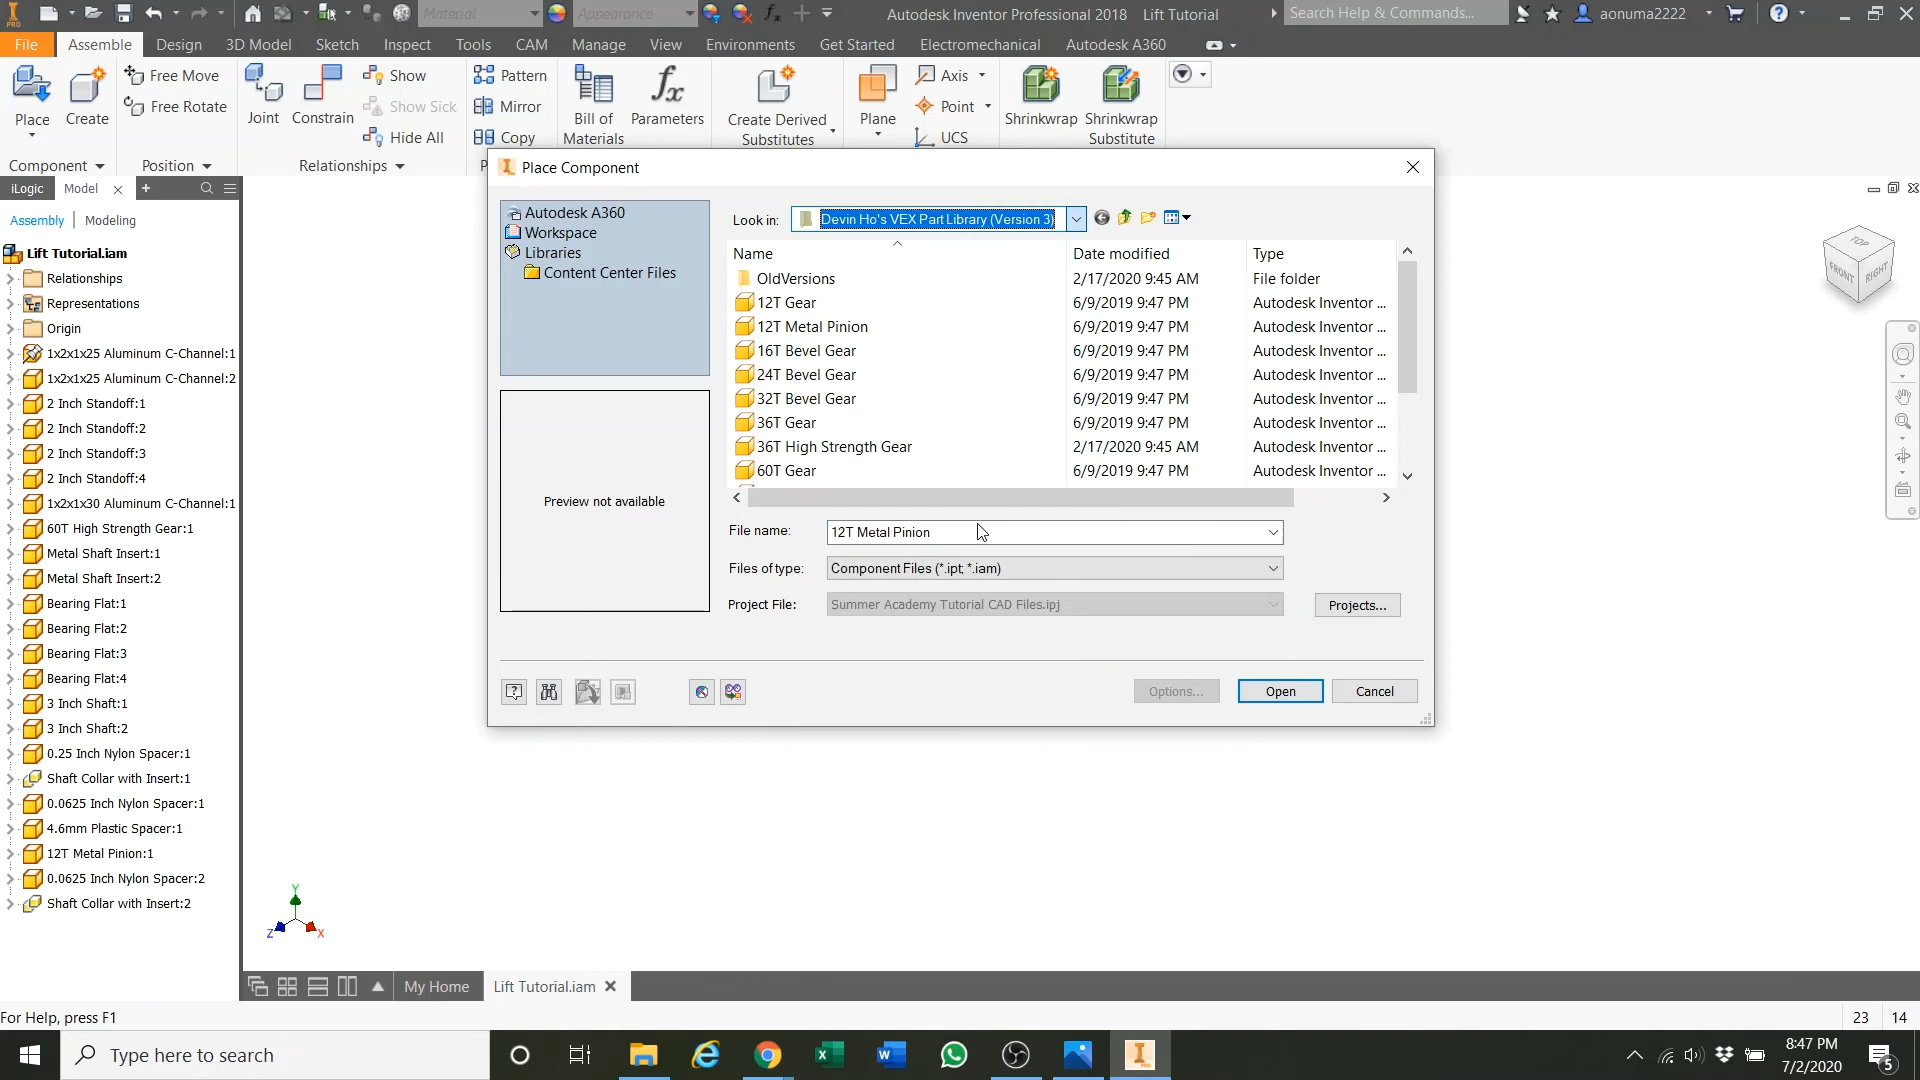 PRO
Material
Appearance
Autodesk Inventor Professional 2018 Lift Tutorial
Search Help & Commands...
aonuma2222
File
Assemble
Design
3D Model
Sketch
Inspect
Tools
CAM
Manage
View
Environments
Get Started
Electromechanical
Autodesk A360
Place
Create
Free Move
Free Rotate
Joint
Constrain
Show
Show Sick
Hide All
Pattern
Mirror
Copy
Bill of
Materials
Parameters
Create Derived
Substitutes
Plane
Axis
Point
UCS
Shrinkwrap
Shrinkwrap
Substitute
Component
Position
Relationships
iLogic
Model
Assembly
Modeling
Lift Tutorial.iam
Relationships
Representations
Origin
1x2x1x25 Aluminum C-Channel:1
1x2x1x25 Aluminum C-Channel:2
2 Inch Standoff:1
2 Inch Standoff:2
2 Inch Standoff:3
2 Inch Standoff:4
1x2x1x30 Aluminum C-Channel:1
60T High Strength Gear:1
Metal Shaft Insert:1
Metal Shaft Insert:2
Bearing Flat:1
Bearing Flat:2
Bearing Flat:3
Bearing Flat:4
3 Inch Shaft:1
3 Inch Shaft:2
0.25 Inch Nylon Spacer:1
Shaft Collar with Insert:1
0.0625 Inch Nylon Spacer:1
4.6mm Plastic Spacer:1
12T Metal Pinion:1
0.0625 Inch Nylon Spacer:2
Shaft Collar with Insert:2
Place Component
Autodesk A360
Workspace
Libraries
Content Center Files
Preview not available
Look in: Devin Ho's VEX Part Library (Version 3)
Name Date modified Type
OldVersions 2/17/2020 9:45 AM File folder
12T Gear 6/9/2019 9:47 PM Autodesk Inventor ...
12T Metal Pinion 6/9/2019 9:47 PM Autodesk Inventor ...
16T Bevel Gear 6/9/2019 9:47 PM Autodesk Inventor ...
24T Bevel Gear 6/9/2019 9:47 PM Autodesk Inventor ...
32T Bevel Gear 6/9/2019 9:47 PM Autodesk Inventor ...
36T Gear 6/9/2019 9:47 PM Autodesk Inventor ...
36T High Strength Gear 2/17/2020 9:45 AM Autodesk Inventor ...
60T Gear 6/9/2019 9:47 PM Autodesk Inventor ...
File name: 12T Metal Pinion
Files of type: Component Files (*.ipt; *.iam)
Project File: Summer Academy Tutorial CAD Files.ipj
Projects...
Options...
Open
Cancel
TOP
FRONT
RIGHT
Y
Z
X
My Home
Lift Tutorial.iam
For Help, press F1
23 14
Type here to search
8:47 PM
7/2/2020
5